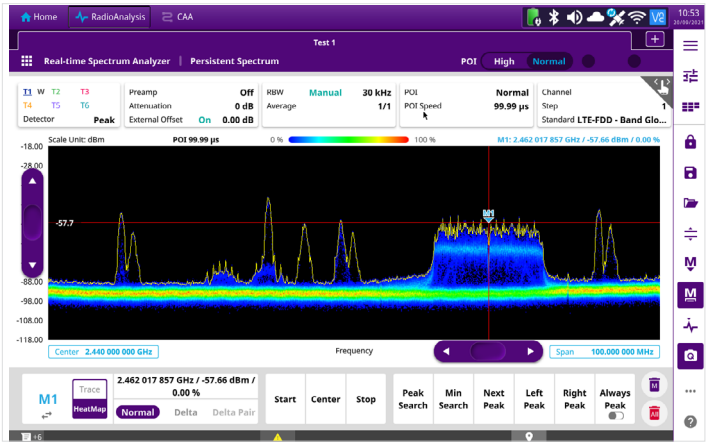 Home RadioAnalysis CAA V2 10:53
Test 1
Real-time Spectrum Analyzer | Persistent Spectrum POI High Normal
T1 W T2 T3 Preamp Off RBW Manual 30 kHz POI Normal Channel
T4 T5 T6 Attenuation 0 dB Average 1/1 POI Speed 99.99 μs Step 1
Detector Peak External Offset On 0.00 dB Standard LTE-FDD - Band Glo...
Scale Unit: dBm POI 99.99 μs 0 % 100 % M1: 2.462 017 857 GHz / -57.66 dBm / 0.00 %
-18.00
-28.00
M1
-57.7
-88.00
-98.00
-108.00
-118.00
Center 2.440 000 000 GHz Frequency Span 100.000 000 MHz
M1 Trace HeatMap
2.462 017 857 GHz / -57.66 dBm /
0.00 %
Normal Delta Delta Pair
Start Center Stop
Peak Search Min Search Next Peak Left Peak Right Peak Always Peak
M
All
+6